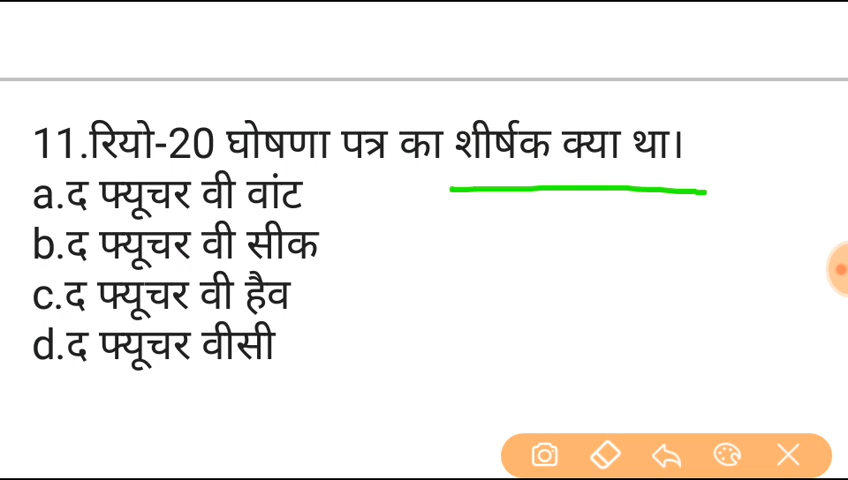 11.रियो-20 घोषणा पत्र का शीर्षक क्या था।
a.द फ्यूचर वी वांट
b.द फ्यूचर वी सीक
c.द फ्यूचर वी हैव
d.द फ्यूचर वीसी